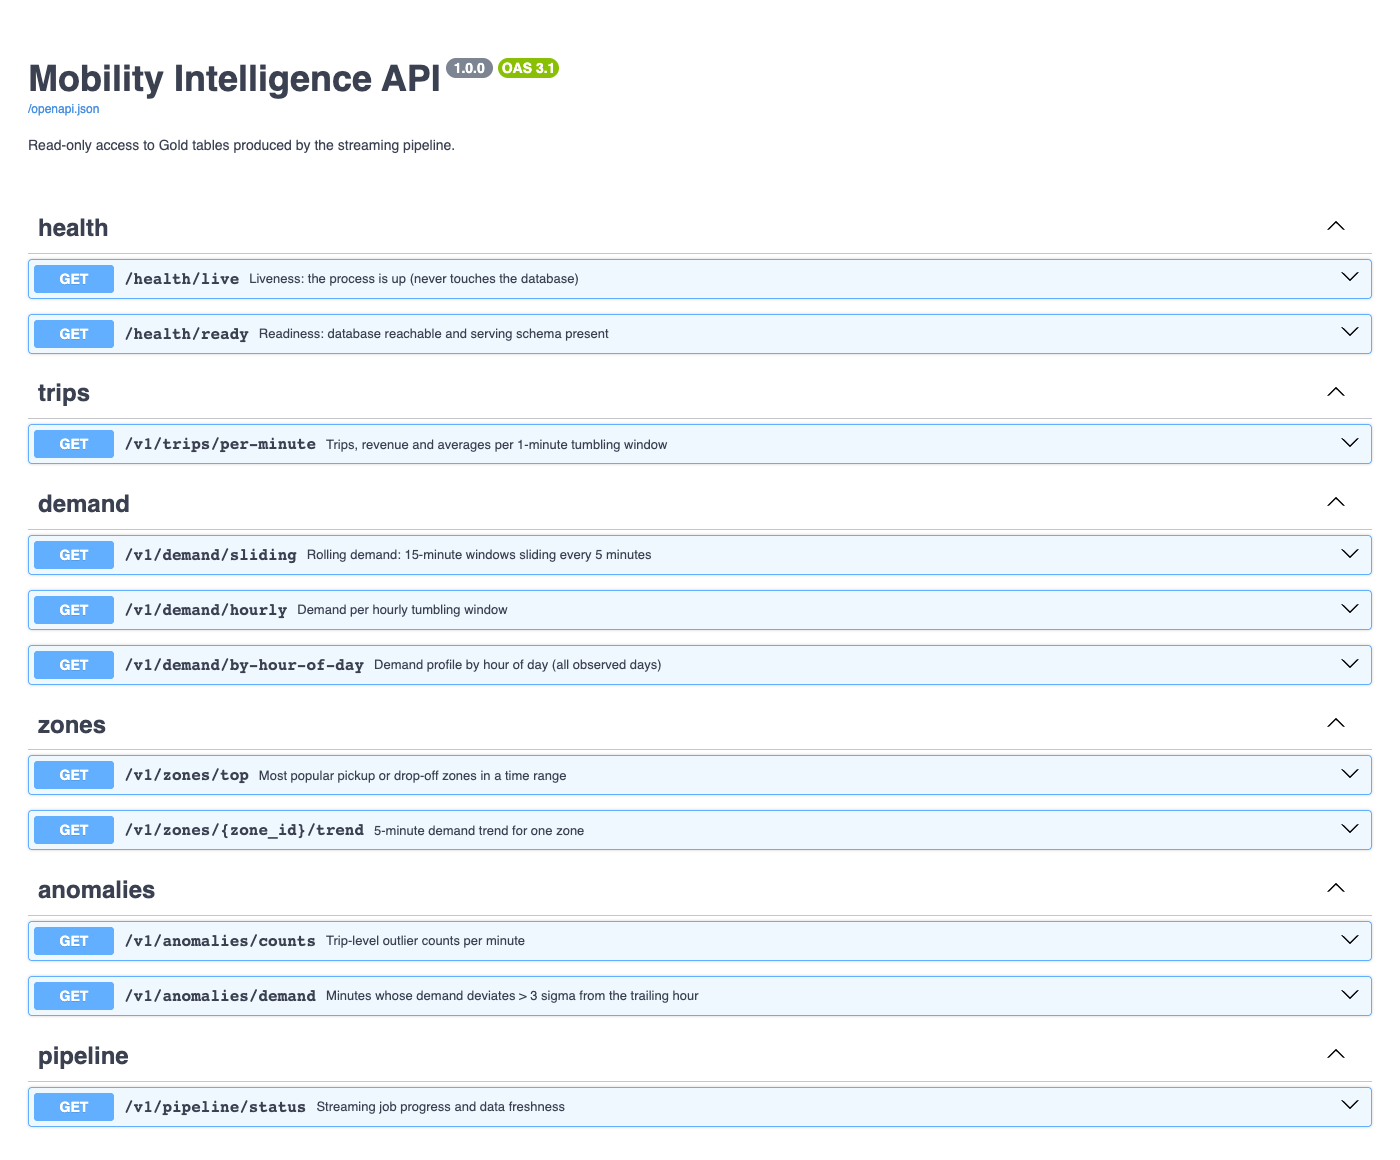 Mobility Intelligence API 1.0.0 OAS 3.1
/openapi.json
Read-only access to Gold tables produced by the streaming pipeline.
health
GET /health/live Liveness: the process is up (never touches the database)
GET /health/ready Readiness: database reachable and serving schema present
trips
GET /v1/trips/per-minute Trips, revenue and averages per 1-minute tumbling window
demand
GET /v1/demand/sliding Rolling demand: 15-minute windows sliding every 5 minutes
GET /v1/demand/hourly Demand per hourly tumbling window
GET /v1/demand/by-hour-of-day Demand profile by hour of day (all observed days)
zones
GET /v1/zones/top Most popular pickup or drop-off zones in a time range
GET /v1/zones/{zone_id}/trend 5-minute demand trend for one zone
anomalies
GET /v1/anomalies/counts Trip-level outlier counts per minute
GET /v1/anomalies/demand Minutes whose demand deviates > 3 sigma from the trailing hour
pipeline
GET /v1/pipeline/status Streaming job progress and data freshness